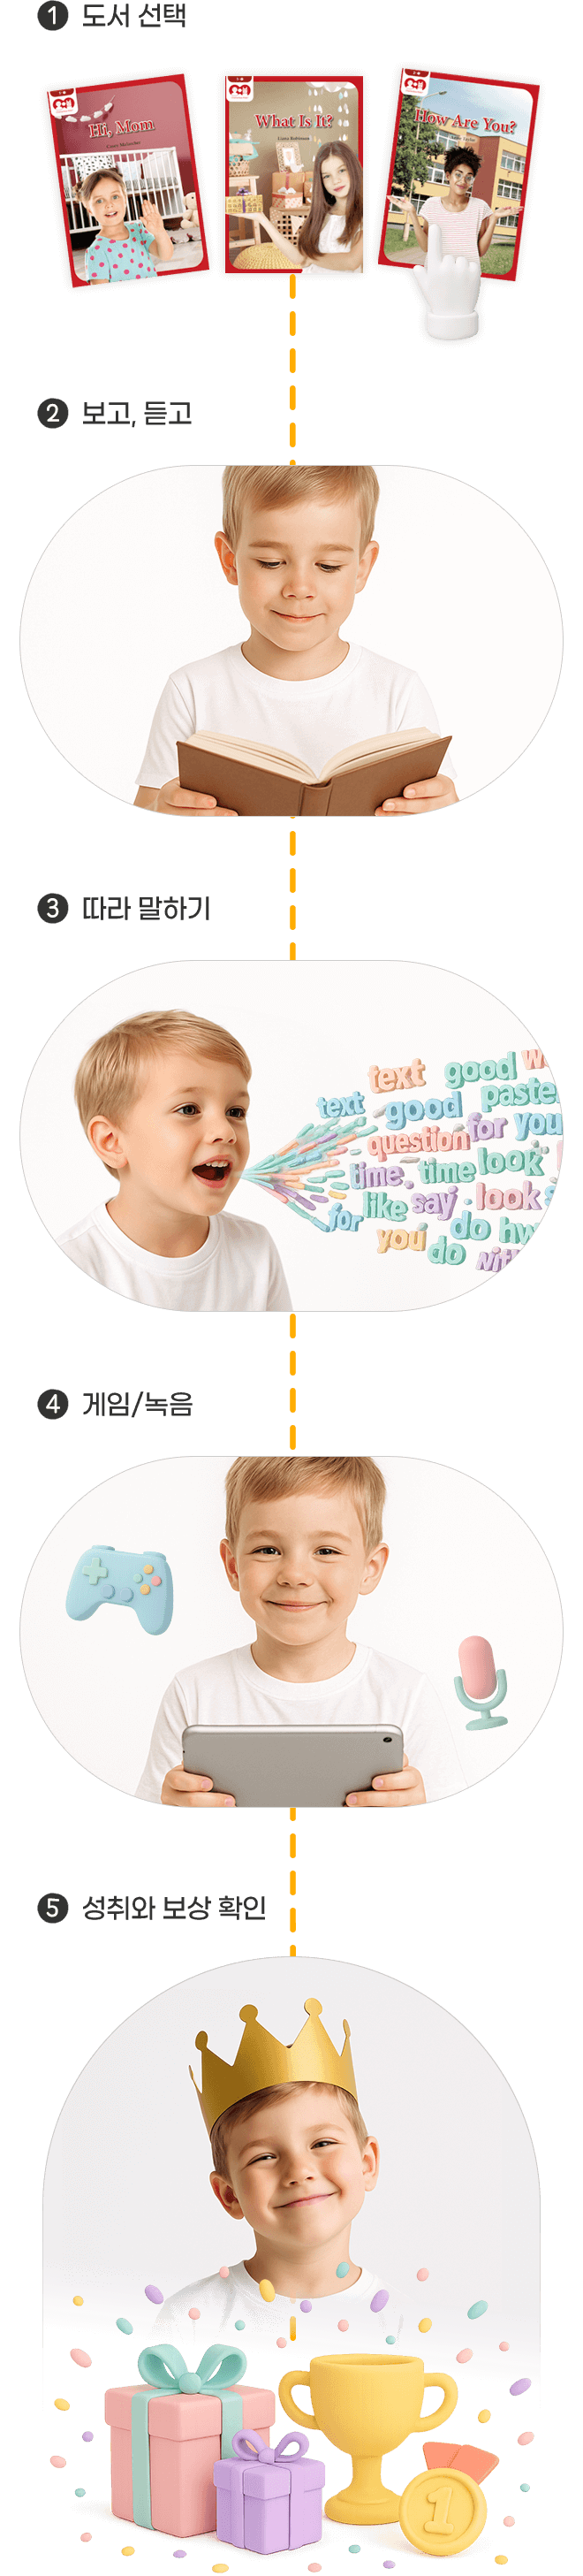 1 도서 선택
Hi, Mom
What Is It?
How Are You?
2 보고, 듣고
3 따라 말하기
text good
text good paste
question for you
time, time look
for like say look
you do do
4 게임/녹음
5 성취와 보상 확인
1